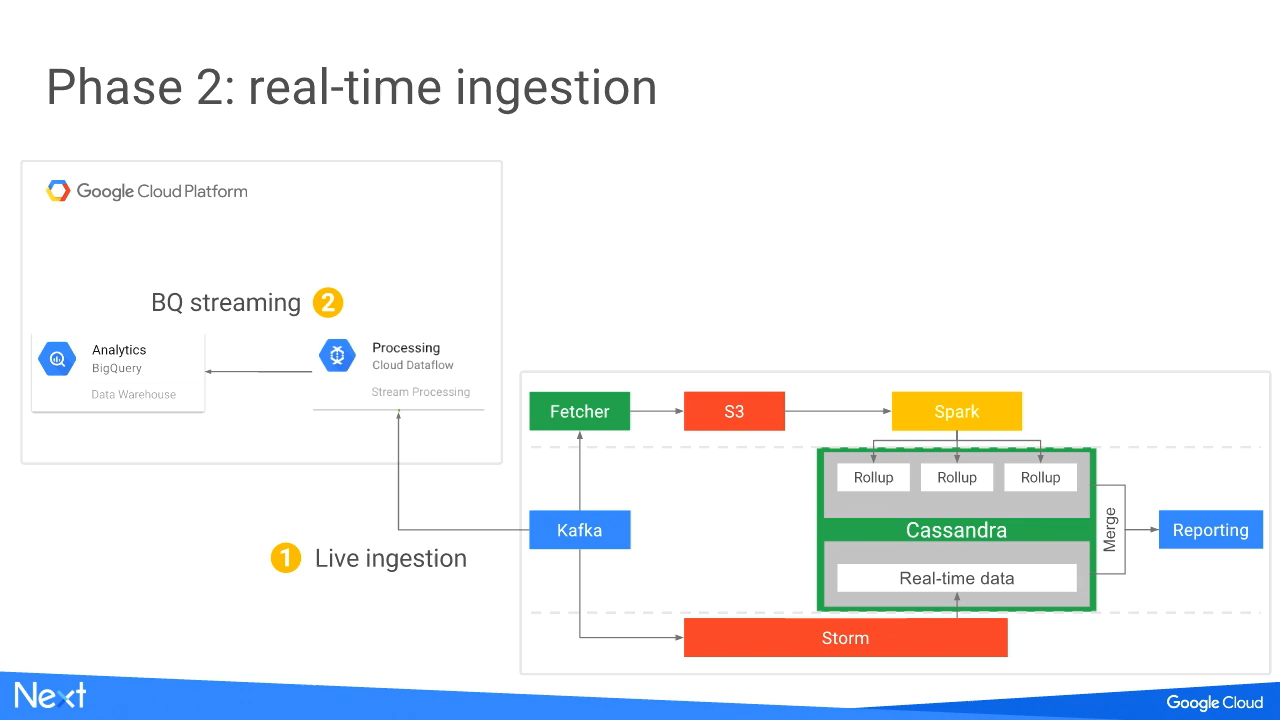 Phase 2: real-time ingestion
Google Cloud Platform
BQ streaming 2
Analytics
BigQuery
Data Warehouse
Processing
Cloud Dataflow
Stream Processing
1 Live ingestion
Fetcher
S3
Spark
Rollup
Rollup
Rollup
Kafka
Cassandra
Merge
Reporting
Real-time data
Storm
Next
Google Cloud